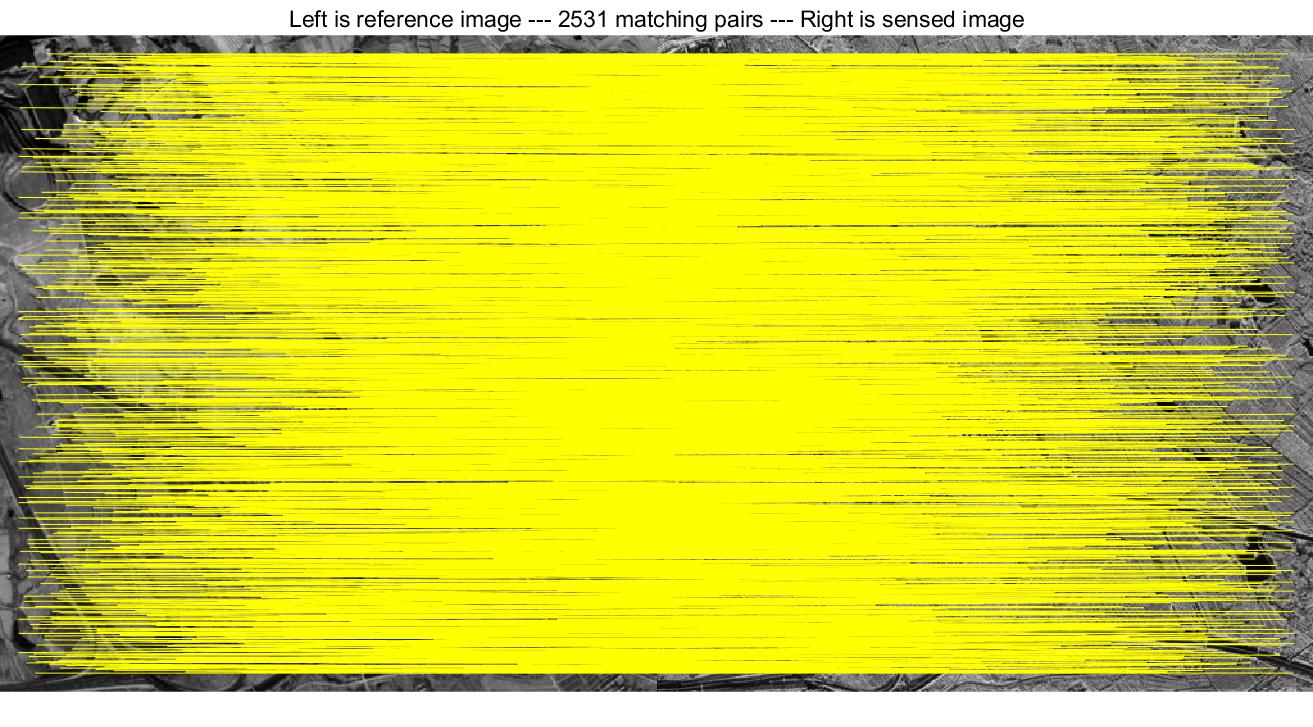 Left is reference image --- 2531 matching pairs --- Right is sensed image